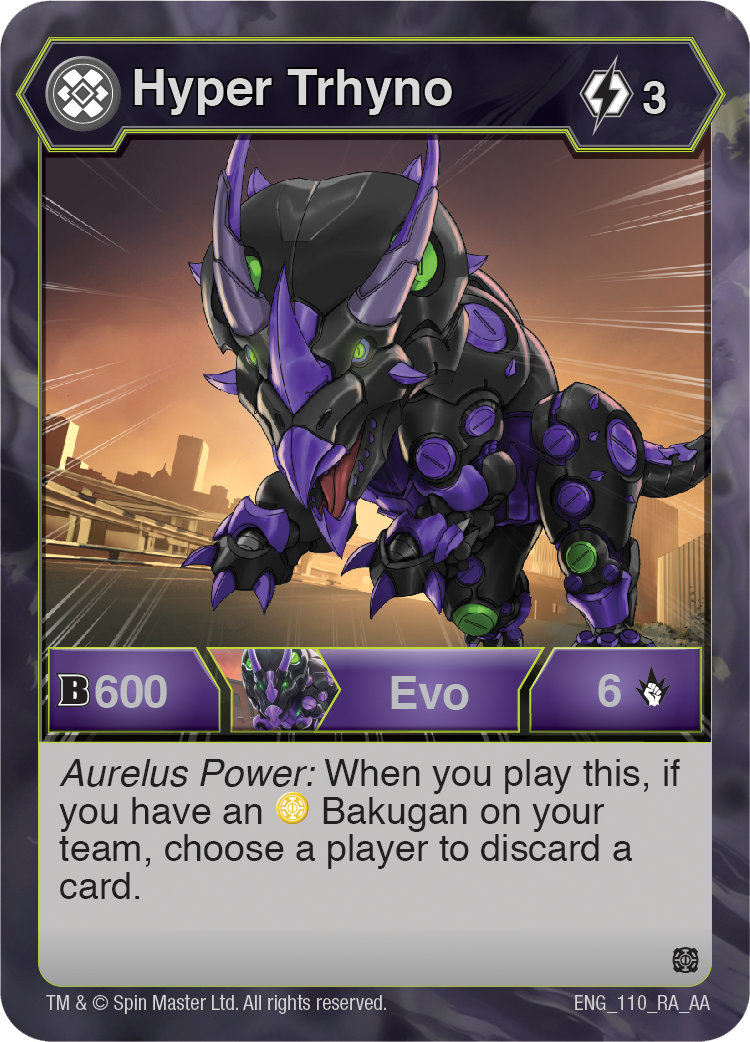 Hyper Trhyno
3
B 600
Evo
6
Aurelus Power: When you play this, if
you have an Bakugan on your
team, choose a player to discard a
card.
TM & © Spin Master Ltd. All rights reserved.
ENG_110_RA_AA